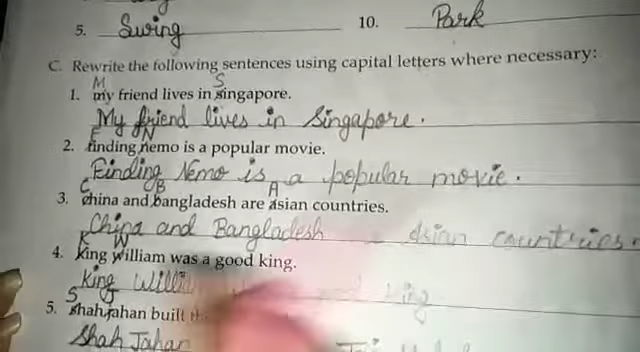 5. Swing 10. Park
C. Rewrite the following sentences using capital letters where necessary:
M S
1. my friend lives in singapore.
My friend lives in Singapore.
F N
2. finding nemo is a popular movie.
Finding Nemo is a popular movie.
C B A
3. china and bangladesh are asian countries.
China and Bangladesh asian countries.
K W
4. king william was a good king.
King king
S J
5. shah jahan built
Shah Jahan